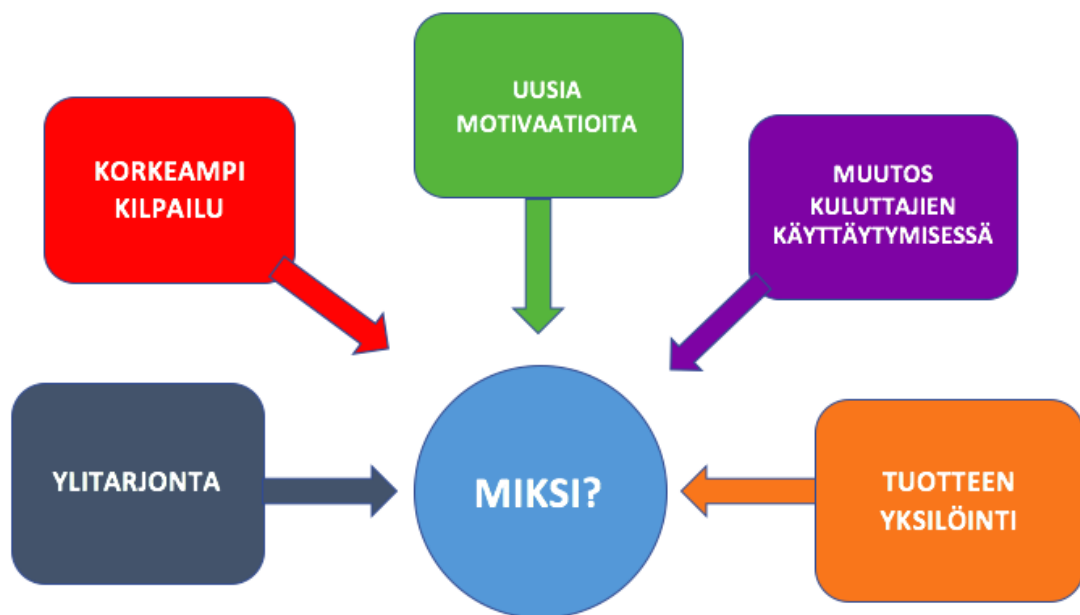 UUSIA
MOTIVAATIOITA
KORKEAMPI
KILPAILU
MUUTOS
KULUTTAJIEN
KÄYTTÄYTYMISESSÄ
YLITARJONTA
MIKSI?
TUOTTEEN
YKSILÖINTI